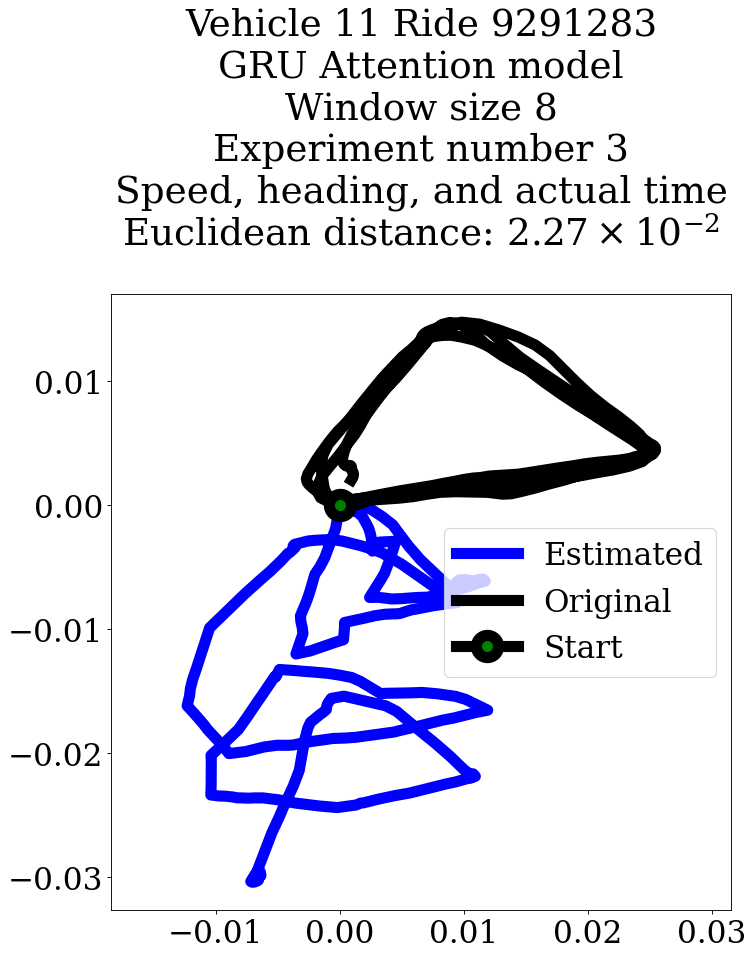 Vehicle 11 Ride 9291283
GRU Attention model
Window size 8
Experiment number 3
Speed, heading, and actual time
Euclidean distance: 2.27 × 10⁻²
0.01
0.00
−0.01
−0.02
−0.03
Estimated
Original
Start
−0.01 0.00 0.01 0.02 0.03